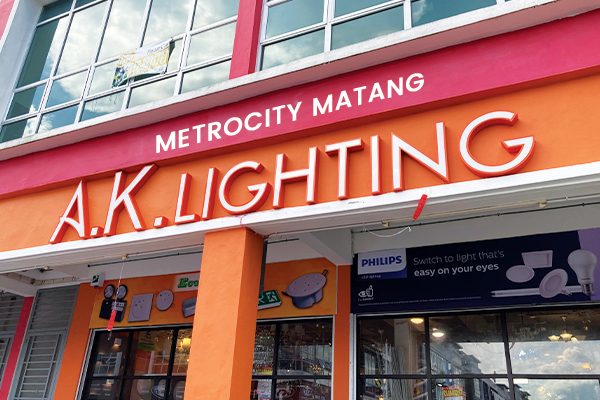 METROCITY MATANG
A.K. LIGHTING
PHILIPS
Switch to light that's
easy on your eyes